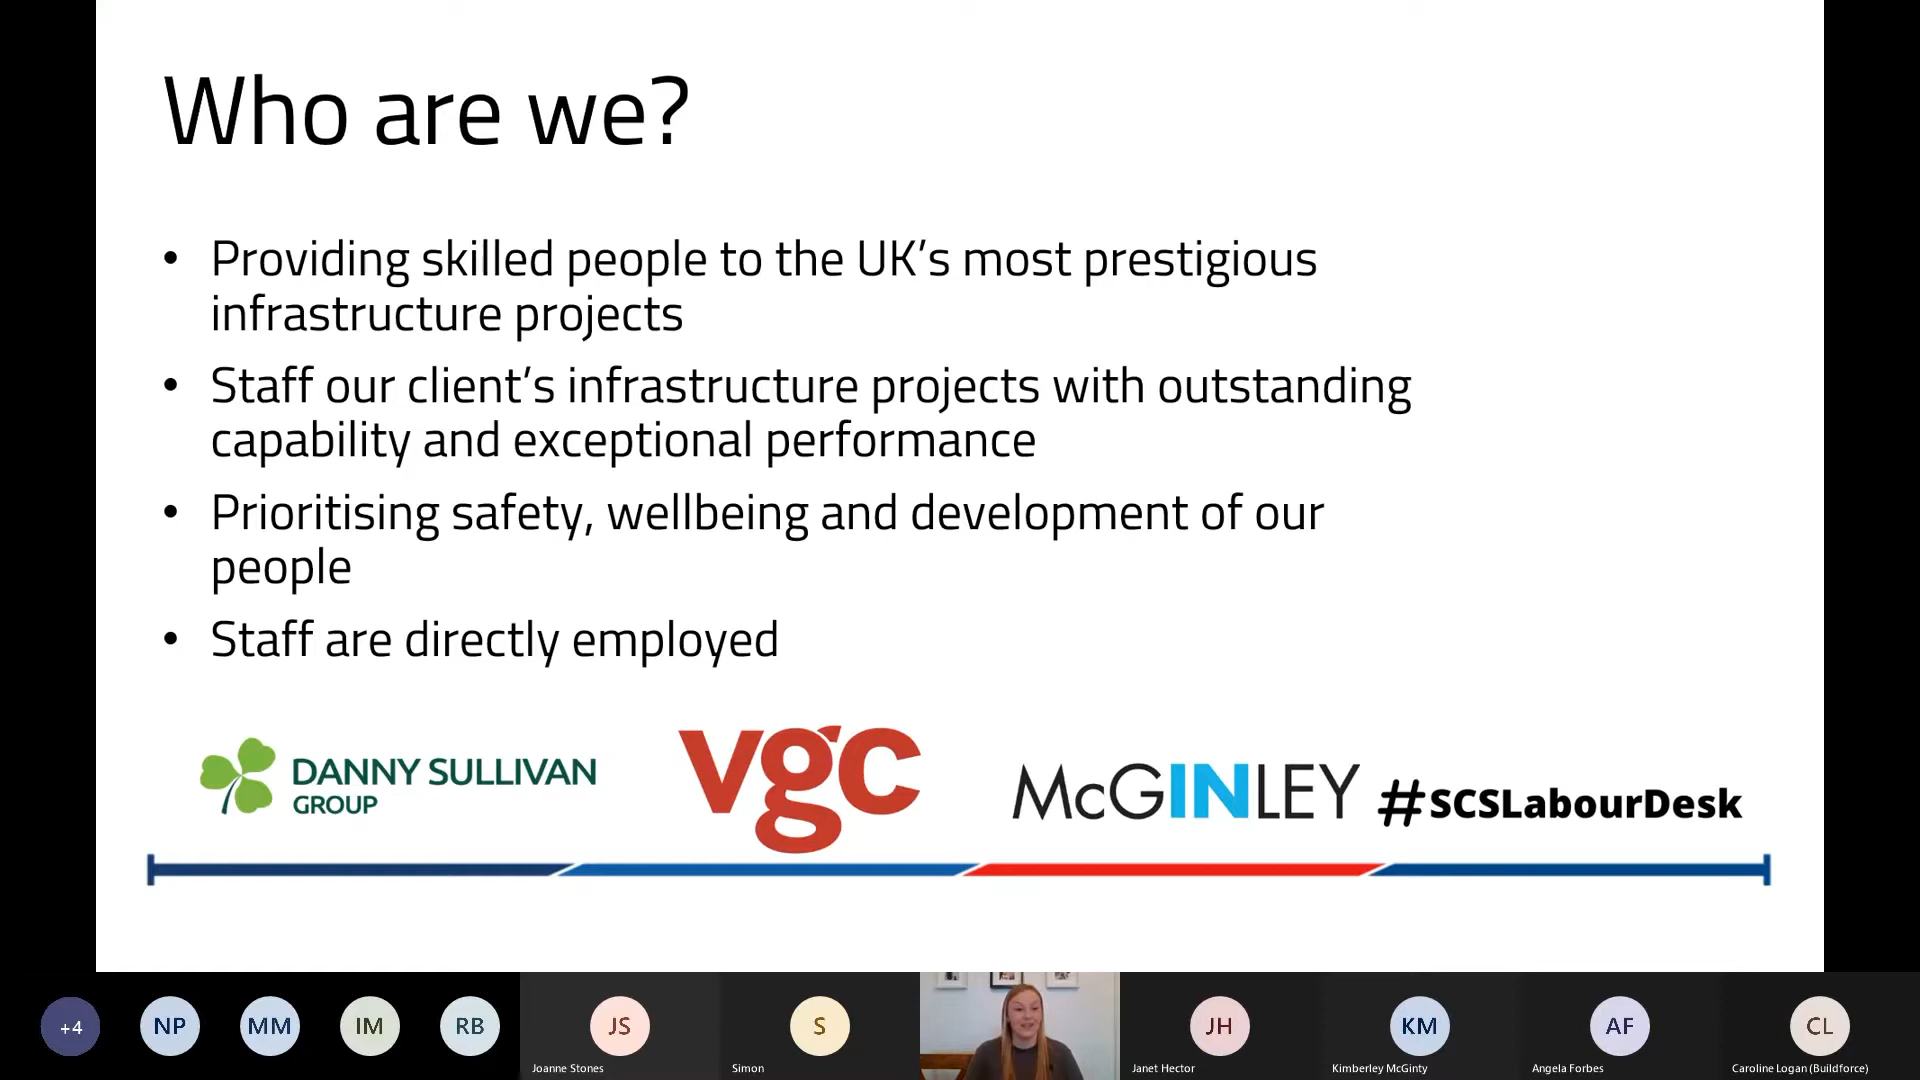 Who are we?
• Providing skilled people to the UK’s most prestigious
infrastructure projects
• Staff our client’s infrastructure projects with outstanding
capability and exceptional performance
• Prioritising safety, wellbeing and development of our
people
• Staff are directly employed
DANNY SULLIVAN
GROUP
vgc
McGINLEY
#SCSLabourDesk
+4
NP
MM
IM
RB
JS
S
JH
KM
AF
CL
Joanne Stones
Simon
Janet Hector
Kimberley McGinty
Angela Forbes
Caroline Logan (Buildforce)